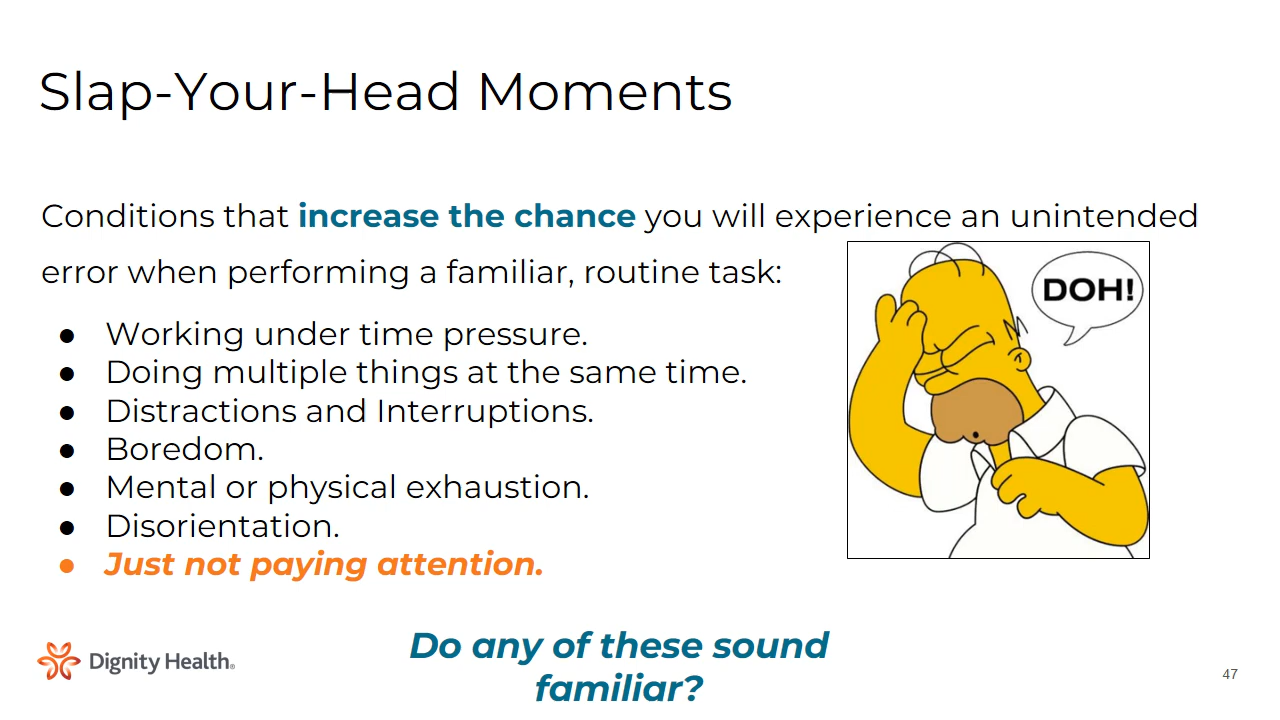 Slap-Your-Head Moments
Conditions that increase the chance you will experience an unintended
error when performing a familiar, routine task:
DOH!
● Working under time pressure.
● Doing multiple things at the same time.
● Distractions and Interruptions.
● Boredom.
● Mental or physical exhaustion.
● Disorientation.
● Just not paying attention.
Do any of these sound
familiar?
Dignity Health®
47